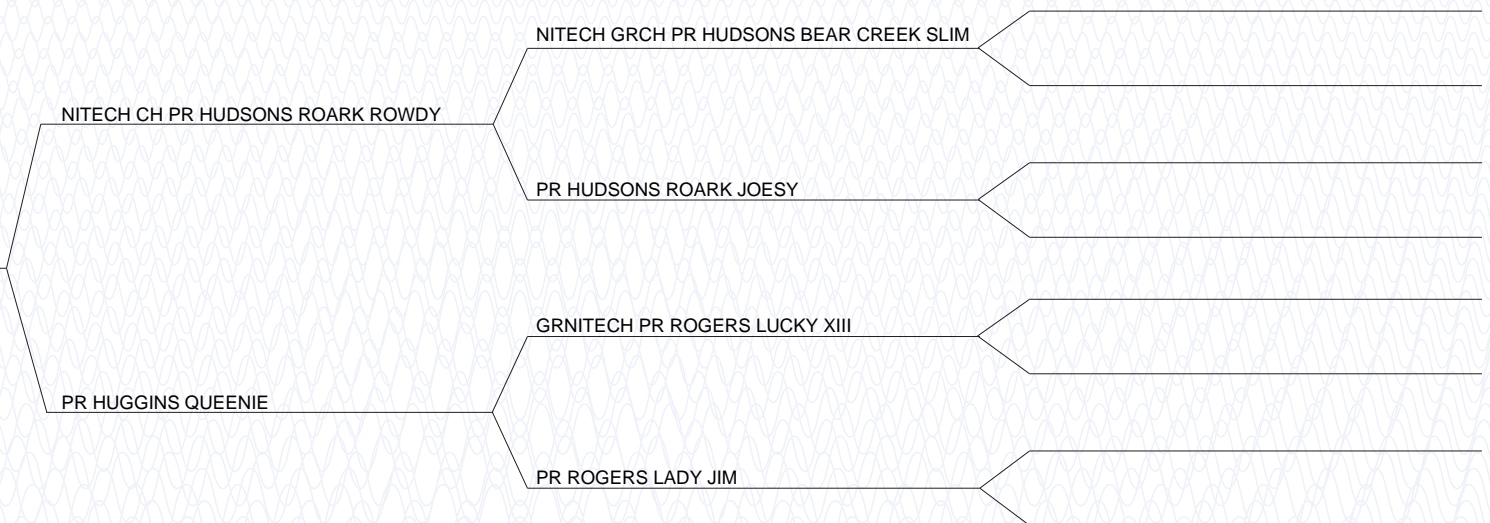 NITECH GRCH PR HUDSONS BEAR CREEK SLIM
NITECH CH PR HUDSONS ROARK ROWDY
PR HUDSONS ROARK JOESY
GRNITECH PR ROGERS LUCKY XIII
PR HUGGINS QUEENIE
PR ROGERS LADY JIM